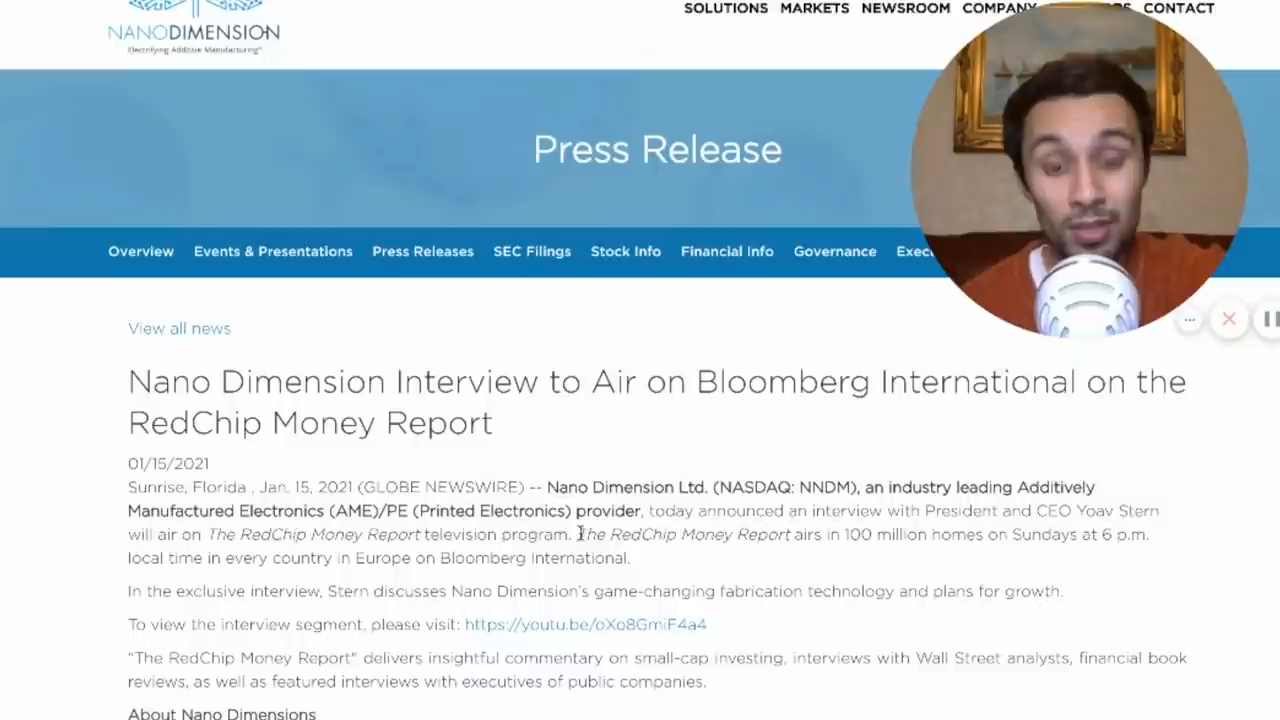 SOLUTIONS MARKETS NEWSROOM COMPANY CONTACT
NANODIMENSION
Electrifying Additive Manufacturing®
Press Release
Overview Events & Presentations Press Releases SEC Filings Stock Info Financial Info Governance
View all news
Nano Dimension Interview to Air on Bloomberg International on the
RedChip Money Report
01/15/2021
Sunrise, Florida , Jan. 15, 2021 (GLOBE NEWSWIRE) -- Nano Dimension Ltd. (NASDAQ: NNDM), an industry leading Additively
Manufactured Electronics (AME)/PE (Printed Electronics) provider, today announced an interview with President and CEO Yoav Stern
will air on The RedChip Money Report television program. The RedChip Money Report airs in 100 million homes on Sundays at 6 p.m.
local time in every country in Europe on Bloomberg International.
In the exclusive interview, Stern discusses Nano Dimension's game-changing fabrication technology and plans for growth.
To view the interview segment, please visit: https://youtu.be/oXo8GmiF4a4
“The RedChip Money Report” delivers insightful commentary on small-cap investing, interviews with Wall Street analysts, financial book
reviews, as well as featured interviews with executives of public companies.
About Nano Dimensions